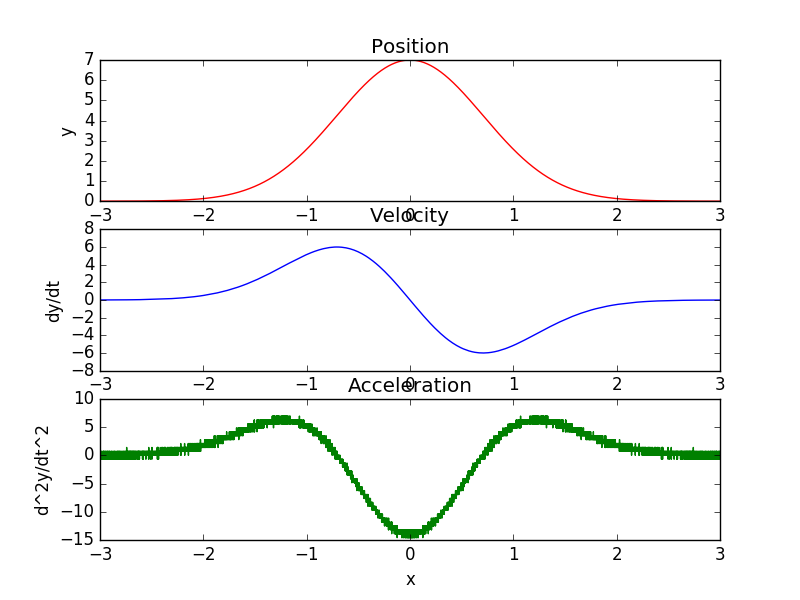 Position
7
6
5
4
3
2
1
0
y
−3 −2 −1 0 1 2 3
Velocity
8
6
4
2
0
−2
−4
−6
−8
dy/dt
−3 −2 −1 0 1 2 3
Acceleration
10
5
0
−5
−10
−15
d^2y/dt^2
−3 −2 −1 0 1 2 3
x